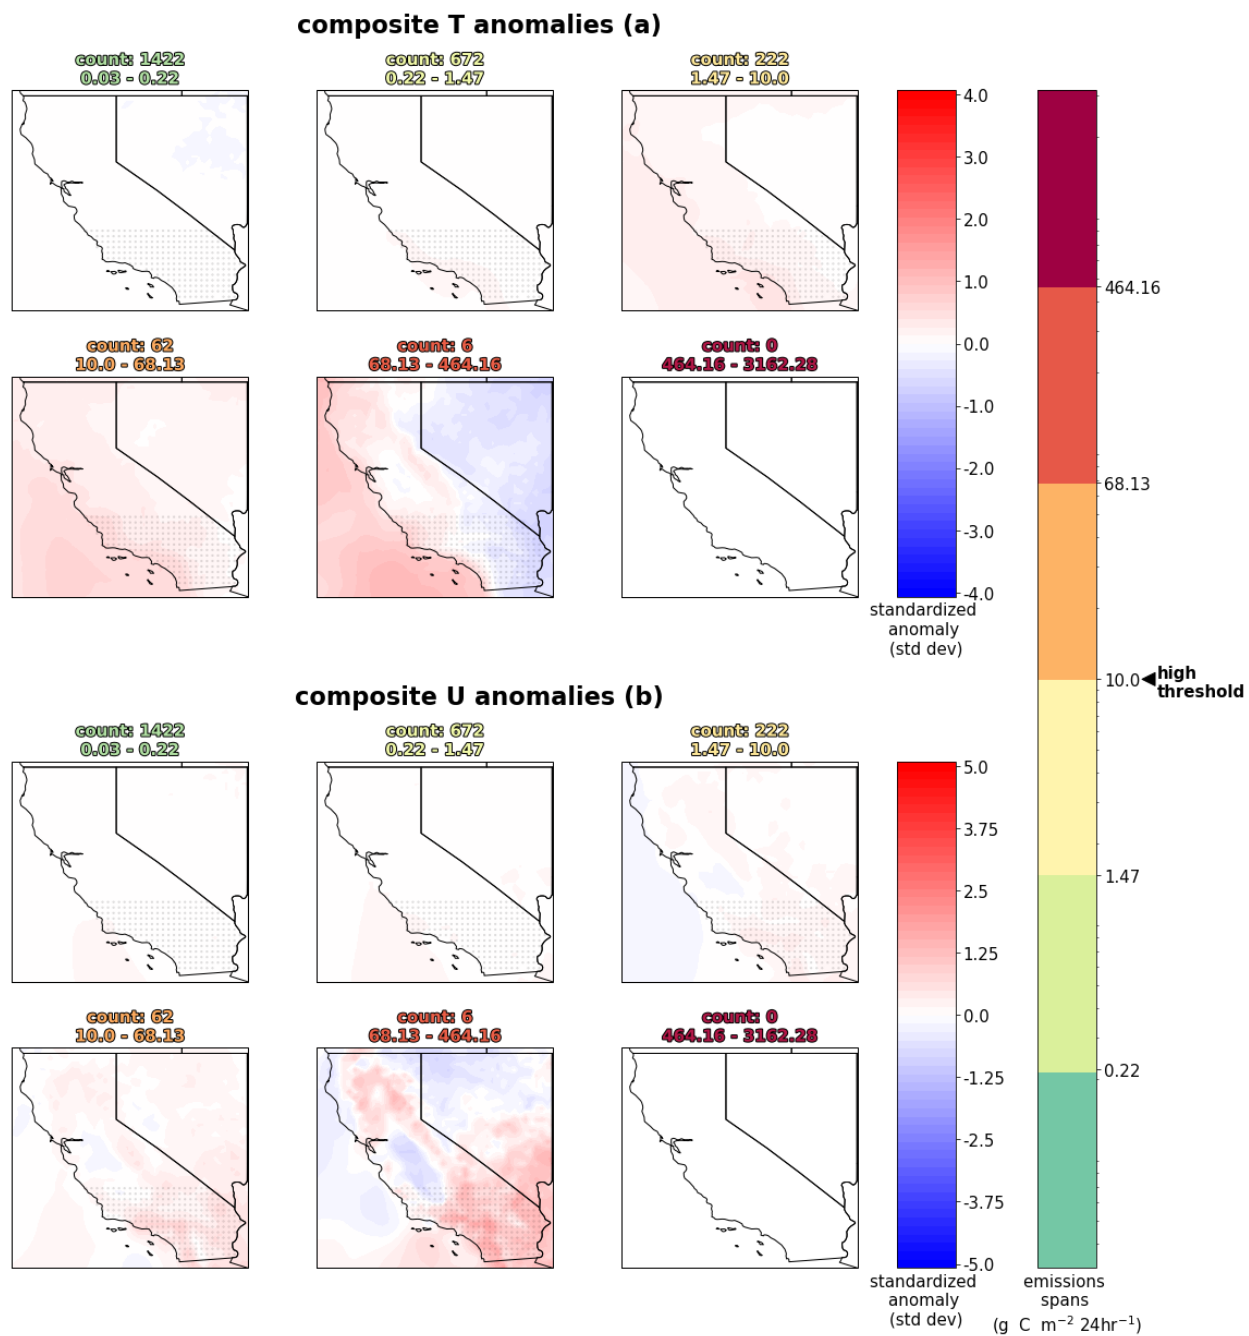 composite T anomalies (a)
count: 1422
0.03 - 0.22
count: 672
0.22 - 1.47
count: 222
1.47 - 10.0
count: 62
10.0 - 68.13
count: 6
68.13 - 464.16
count: 0
464.16 - 3162.28
4.0
3.0
2.0
1.0
0.0
-1.0
-2.0
-3.0
-4.0
standardized
anomaly
(std dev)
composite U anomalies (b)
count: 1422
0.03 - 0.22
count: 672
0.22 - 1.47
count: 222
1.47 - 10.0
count: 62
10.0 - 68.13
count: 6
68.13 - 464.16
count: 0
464.16 - 3162.28
5.0
3.75
2.5
1.25
0.0
-1.25
-2.5
-3.75
-5.0
standardized
anomaly
(std dev)
464.16
68.13
10.0
high
threshold
1.47
0.22
emissions
spans
(g C m⁻² 24hr⁻¹)